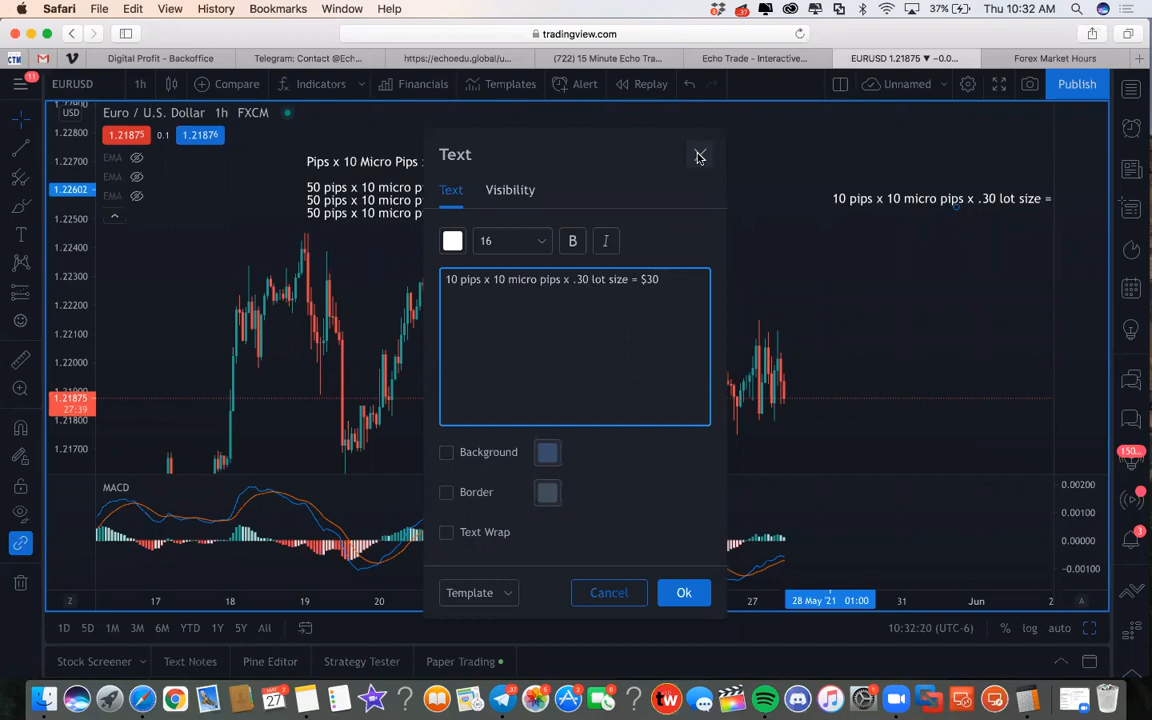 Safari File Edit View History Bookmarks Window Help 37% Thu 10:32 AM
tradingview.com
Digital Profit - Backoffice Telegram: Contact @Ech... https://echoedu.global/u... (722) 15 Minute Echo Tra... Echo Trade - Interactive... EURUSD 1.21875 ▼ −0.0... Forex Market Hours
11 EURUSD 1h Compare Indicators Financials Templates Alert Replay Unnamed Publish
USD Euro / U.S. Dollar 1h FXCM
1.22800
1.21875 0.1 1.21876
EMA
EMA
EMA
1.22700
1.22602
1.22500
1.22400
1.22300
1.22200
1.22100
1.22000
1.21875
27:39
1.21800
1.21700
Pips x 10 Micro Pips
50 pips x 10 micro p
50 pips x 10 micro p
50 pips x 10 micro p
10 pips x 10 micro pips x .30 lot size =
Text
Text Visibility
16 B I
10 pips x 10 micro pips x .30 lot size = $30
Background
Border
Text Wrap
Template Cancel Ok
MACD
0.00200
0.00100
0.00000
−0.00100
150...
3
Z 17 18 19 20 27 28 May '21 01:00 31 Jun 2 A
1D 5D 1M 3M 6M YTD 1Y 5Y All 10:32:20 (UTC-6) % log auto
Stock Screener Text Notes Pine Editor Strategy Tester Paper Trading